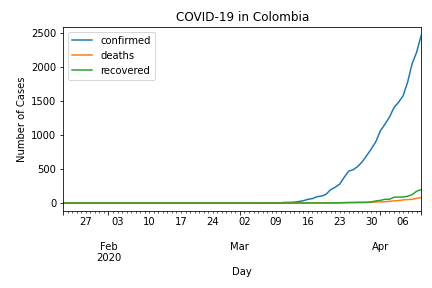 COVID-19 in Colombia
confirmed
deaths
recovered
Number of Cases
2500
2000
1500
1000
500
0
27 03 10 17 24 02 09 16 23 30 06
Feb Mar Apr
2020
Day